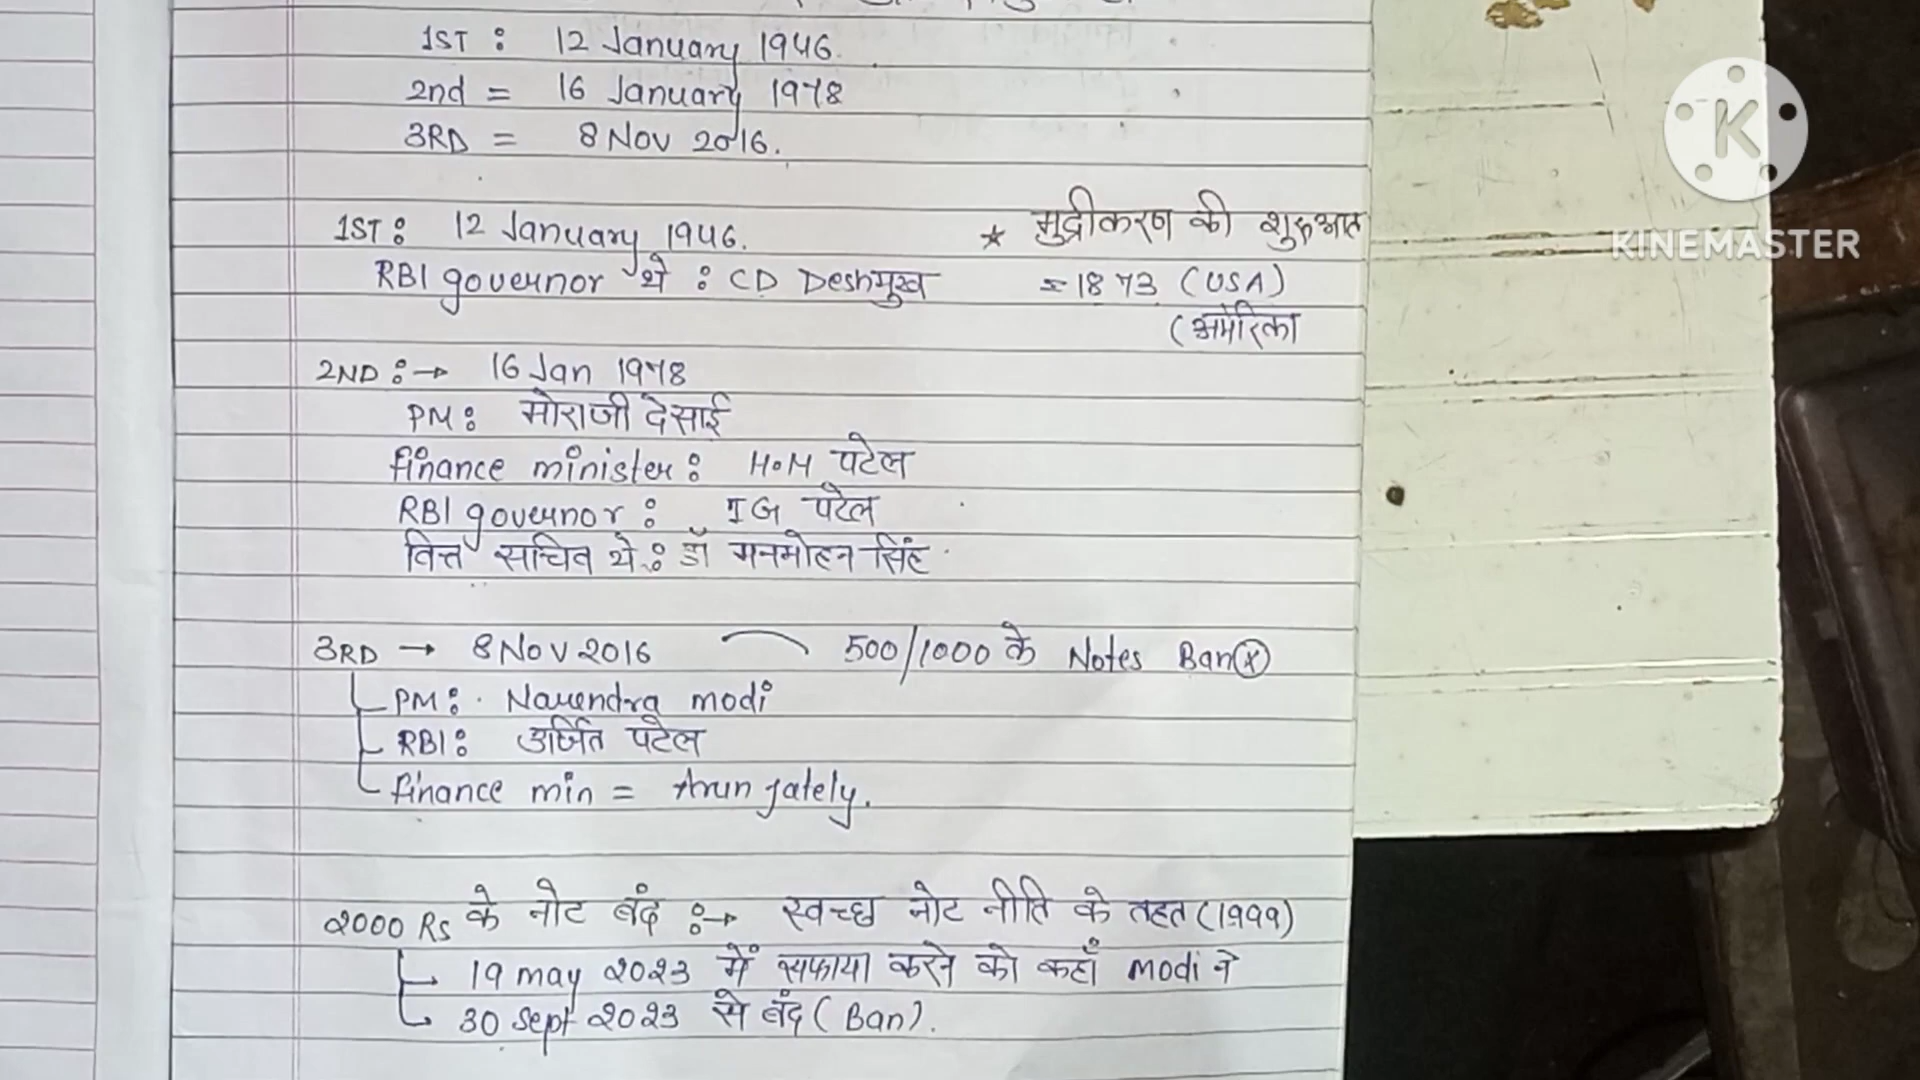 1ST : 12 January 1946.
2nd = 16 January 1978
3RD = 8 Nov 2016.
1ST : 12 January 1946.
RBI governor थे : CD Deshमुख
★ मुद्रीकरण की शुरुआत
= 1873 (USA)
(अमेरिका
2ND :→ 16 Jan 1978
PM : मोराजी देसाई
finance minister : H.M पटेल
RBI governor : IG पटेल
वित्त सचिव थे : डॉ मनमोहन सिंह
3RD → 8 Nov 2016 500/1000 के Notes Ban
PM : Narendra modi
RBI : उर्जित पटेल
finance min = Arun jately.
2000 Rs के नोट बंद :→ स्वच्छ नोट नीति के तहत (1999)
19 may 2023 में सफाया करने को कहाँ modi ने
30 Sept 2023 से बंद (Ban).
K
KINEMASTER